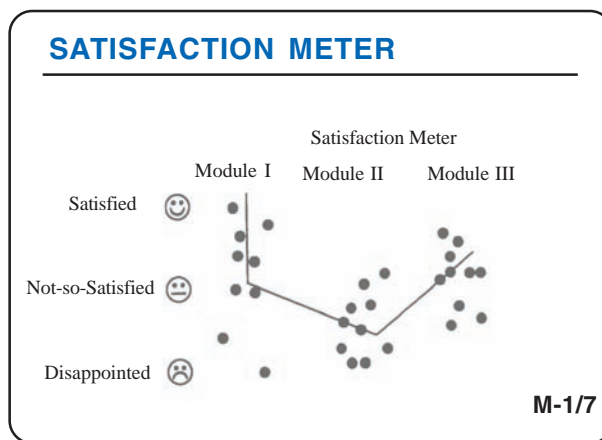 SATISFACTION METER
Satisfaction Meter
Module I Module II Module III
Satisfied
Not-so-Satisfied
Disappointed
M-1/7